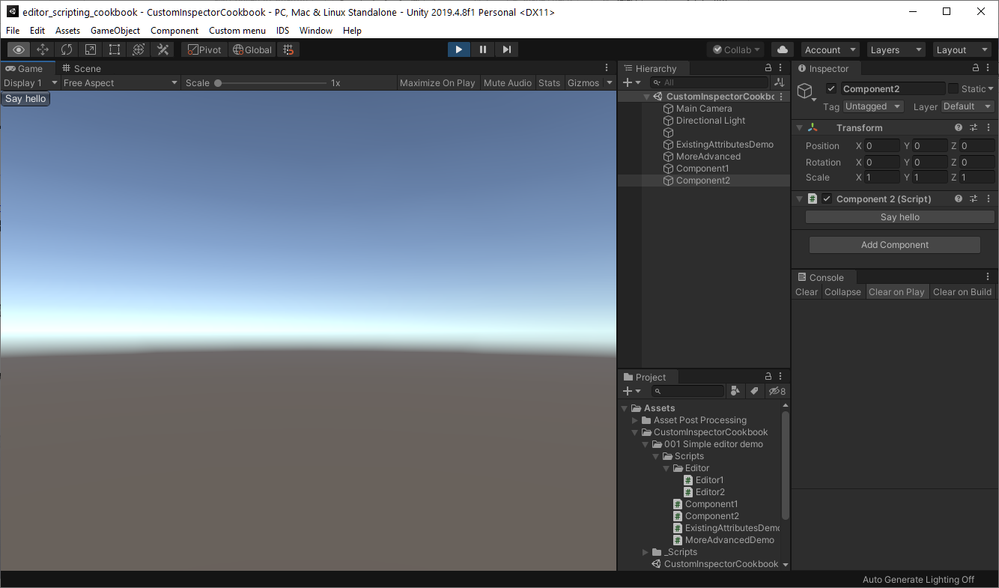 editor_scripting_cookbook - CustomInspectorCookbook - PC, Mac & Linux Standalone - Unity 2019.4.8f1 Personal <DX11>
File Edit Assets GameObject Component Custom menu IDS Window Help
Pivot Global Collab Account Layers Layout
Game Scene
Display 1 Free Aspect Scale 1x Maximize On Play Mute Audio Stats Gizmos
Say hello
Hierarchy
All
CustomInspectorCookbo
Main Camera
Directional Light
ExistingAttributesDemo
MoreAdvanced
Component1
Component2
Project
8
Assets
Asset Post Processing
CustomInspectorCookbook
001 Simple editor demo
Scripts
Editor
# Editor1
# Editor2
# Component1
# Component2
# ExistingAttributesDemo
# MoreAdvancedDemo
_Scripts
CustomInspectorCookbook
Inspector
Component2 Static
Tag Untagged Layer Default
Transform
Position X 0 Y 0 Z 0
Rotation X 0 Y 0 Z 0
Scale X 1 Y 1 Z 1
# Component 2 (Script)
Say hello
Add Component
Console
Clear Collapse Clear on Play Clear on Build
Auto Generate Lighting Off